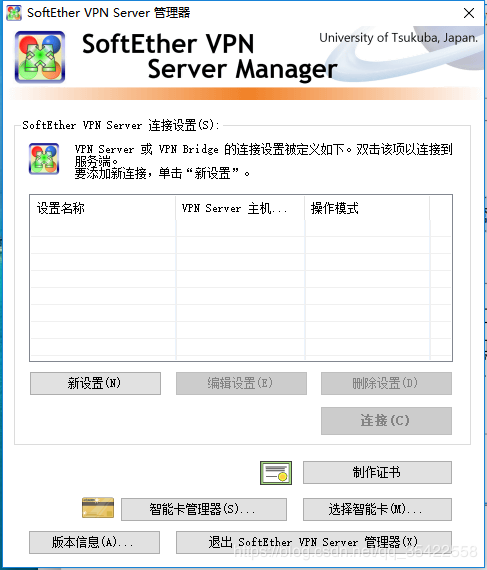 SoftEther VPN Server 管理器
University of Tsukuba, Japan.
SoftEther VPN
Server Manager
SoftEther VPN Server 连接设置(S):
VPN Server 或 VPN Bridge 的连接设置被定义如下。双击该项以连接到
服务端。
要添加新连接，单击“新设置”。
设置名称 VPN Server 主机... 操作模式
新设置(N) 编辑设置(E) 删除设置(D)
连接(C)
制作证书
智能卡管理器(S)... 选择智能卡(M)...
版本信息(A)... 退出 SoftEther VPN Server 管理器(X)
https://blog.csdn.net/qq_35422558